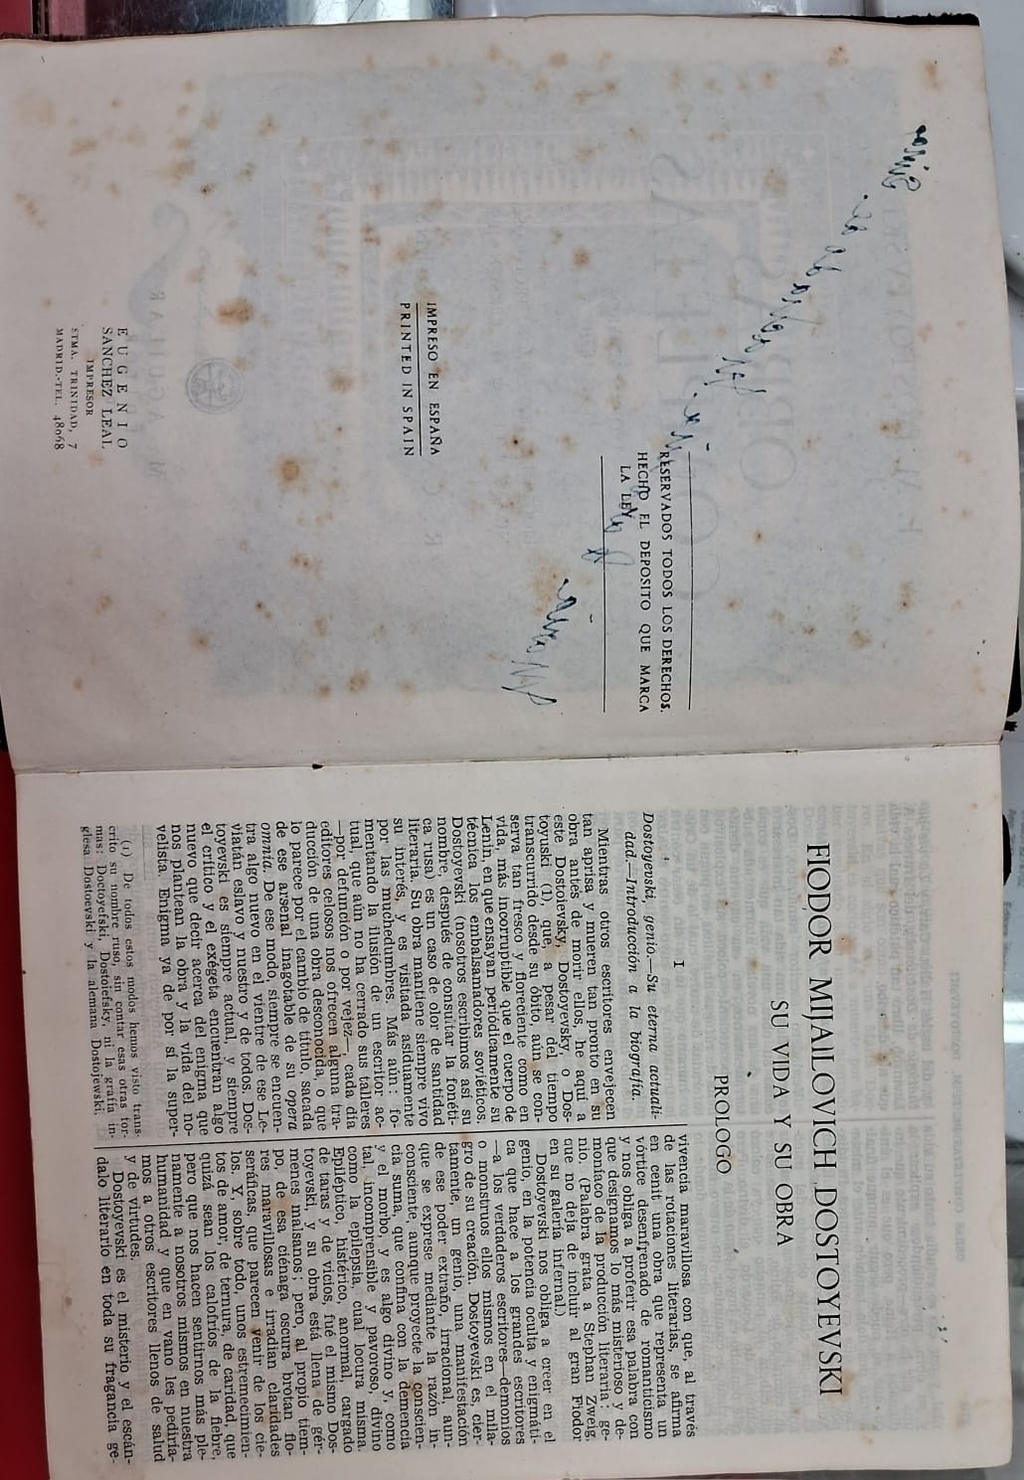 RESERVADOS TODOS LOS DERECHOS.
HECHO EL DEPOSITO QUE MARCA
LA LEY
IMPRESO EN ESPAÑA
PRINTED IN SPAIN
EUGENIO
SANCHEZ LEAL
IMPRESOR
STMA. TRINIDAD, 7
MADRID.-TEL. 48068
FIODOR MIJAILOVICH DOSTOYEVSKI
SU VIDA Y SU OBRA
PROLOGO
I
Dostoyevski, genio.—Su eterna actuali-
dad.—Introducción a la biografía.
Mientras otros escritores envejecen
tan aprisa y mueren tan pronto en su
obra antes de morir ellos, he aquí a
este Dostoievsky, Dostoyevsky, o Dos-
toyuski (1), que, a pesar del tiempo
transcurrido desde su óbito, aún se con-
serva tan fresco y floreciente como en
vida, más incorruptible que el cuerpo de
Lenin, en que ensayan periódicamente su
técnica los embalsamadores soviéticos.
Dostoyevski (nosotros escribimos así su
nombre, después de consultar la fonéti-
ca rusa) es un caso de olor de santidad
literaria. Su obra mantiene siempre vivo
su interés, y es visitada asiduamente
por las muchedumbres. Más aún: fo-
mentando la ilusión de un escritor ac-
tual, que aún no ha cerrado sus talleres
—por defunción o por vejez—, cada día
editores celosos nos ofrecen alguna tra-
ducción de una obra desconocida, o que
lo parece por el cambio de título, sacada
de ese arsenal inagotable de su opera
omnia. De ese modo, siempre se encuen-
tra algo nuevo en el vientre de ese Le-
viatán eslavo y nuestro y de todos. Dos-
toyevski es siempre actual, y siempre
el crítico y el exégeta encuentran algo
nuevo que decir acerca del enigma que
nos plantean la obra y la vida del no-
velista. Enigma ya de por sí la super-
(1) De todos estos modos hemos visto trans-
crito su nombre ruso, sin contar esas otras for-
mas: Doctoyefski, Dostoiefsky, ni la grafía in-
glesa Dostoevski y la alemana Dostojewski.
vivencia maravillosa con que, al través
de las rotaciones literarias, se afirma
en cenit una obra que representa un
vórtice desenfrenado de romanticismo
y nos obliga a proferir esa palabra con
que designamos lo más misterioso y de-
moníaco de la producción literaria: ge-
nio. (Palabra grata a Stephan Zweig,
que no deja de incluir al gran Fiodor
en su galería infernal.)
Dostoyevski nos obliga a creer en el
genio, en la potencia oculta y enigmáti-
ca que hace a los grandes escritores
—a los verdaderos escritores—demonios
o monstruos ellos mismos en el mila-
gro de su creación. Dostoyevski es, cier-
tamente, un genio, una manifestación
de ese poder extraño, irracional, aun-
que se exprese mediante la razón in-
consciente, aunque proyecte la conscien-
cia suma, que confina con la demencia
y el morbo, y es algo divino y, como
tal, incomprensible y pavoroso, divino
como la epilepsia, cual locura misma.
Epiléptico, histérico, anormal, cargado
de taras y de vicios, fué el mismo Dos-
toyevski, y su obra está llena de gér-
menes malsanos; pero, al propio tiem-
po, de esa ciénaga oscura brotan flo-
res maravillosas e irradian claridades
seráficas, que parecen venir de los cie-
los. Y, sobre todo, unos estremecimien-
tos de amor, de ternura, de caridad, que
quizá sean los calofríos de la fiebre,
pero que nos hacen sentirnos más ple-
namente a nosotros mismos en nuestra
humanidad y que en vano les pediría-
mos a otros escritores llenos de salud
y de virtudes.
Dostoyevski es el misterio y el escán-
dalo literario en toda su fragancia ge-